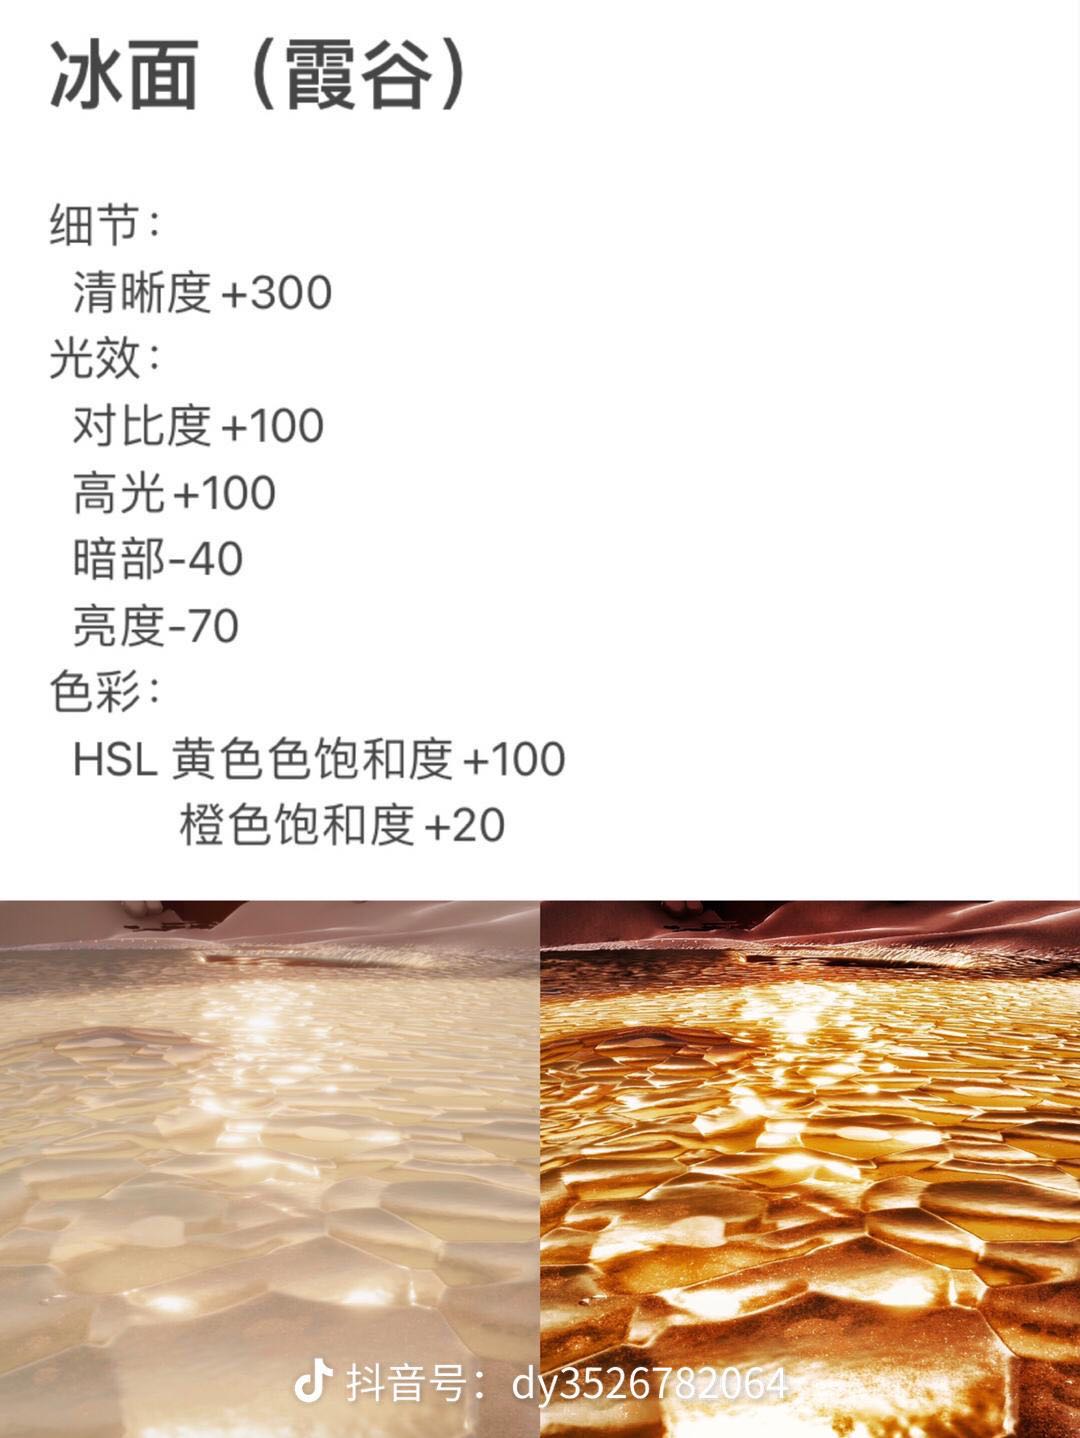 冰面（霞谷）
细节：
清晰度+300
光效：
对比度+100
高光+100
暗部-40
亮度-70
色彩：
HSL 黄色色饱和度+100
橙色饱和度+20
抖音号：dy3526782064